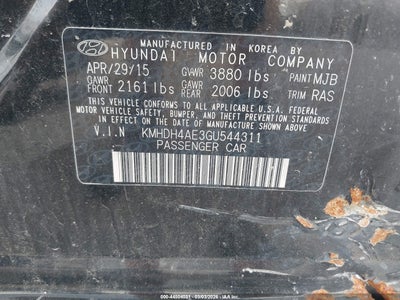 MANUFACTURED IN KOREA BY
HYUNDAI MOTOR COMPANY
APR/29/15 GVWR 3880 lbs PAINT MJB
GAWR FRONT 2161 lbs GAWR REAR 2006 lbs TRIM RAS
THIS VEHICLE CONFORMS TO ALL APPLICABLE U.S.A. FEDERAL
MOTOR VEHICLE SAFETY, BUMPER, AND THEFT PREVENTION
STANDARDS IN EFFECT ON THE DATE OF MANUFACTURE SHOWN ABOVE.
V.I.N KMHDH4AE3GU544311
PASSENGER CAR